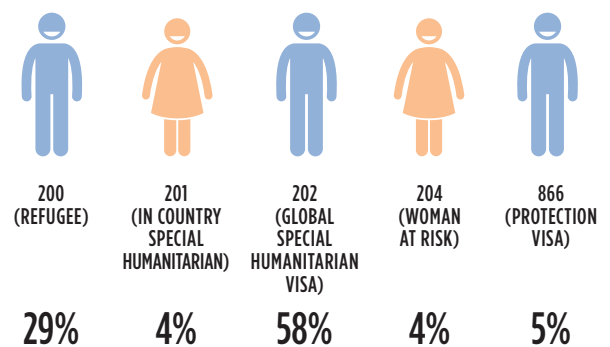 200
(REFUGEE)
29%
201
(IN COUNTRY
SPECIAL
HUMANITARIAN)
4%
202
(GLOBAL
SPECIAL
HUMANITARIAN
VISA)
58%
204
(WOMAN
AT RISK)
4%
866
(PROTECTION
VISA)
5%